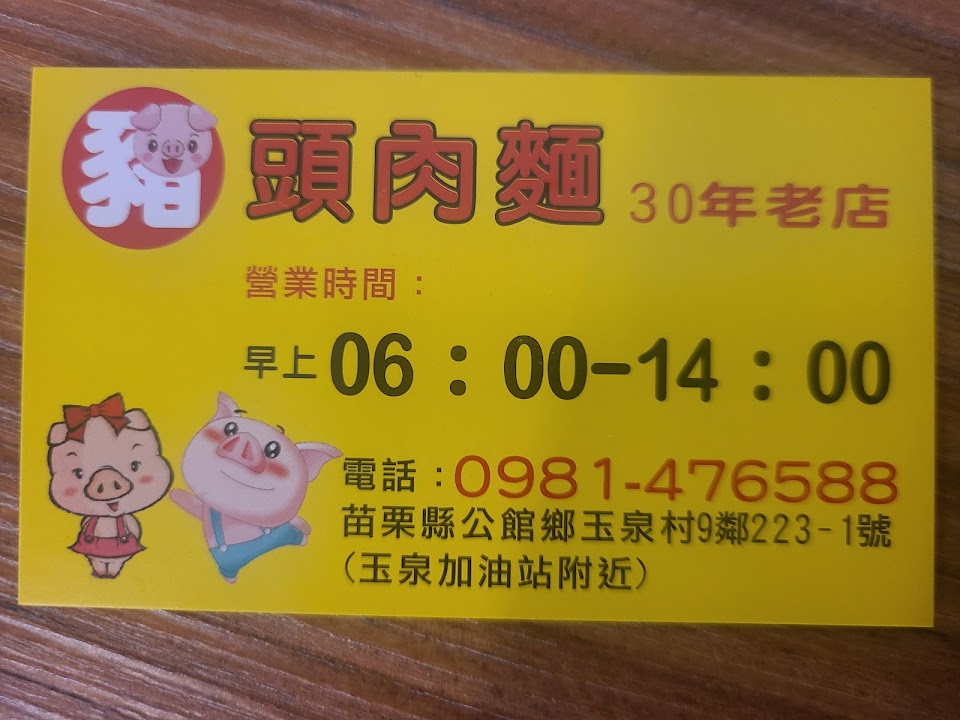 豬頭肉麵 30年老店
營業時間：
早上 06：00-14：00
電話：0981-476588
苗栗縣公館鄉玉泉村9鄰223-1號
(玉泉加油站附近)